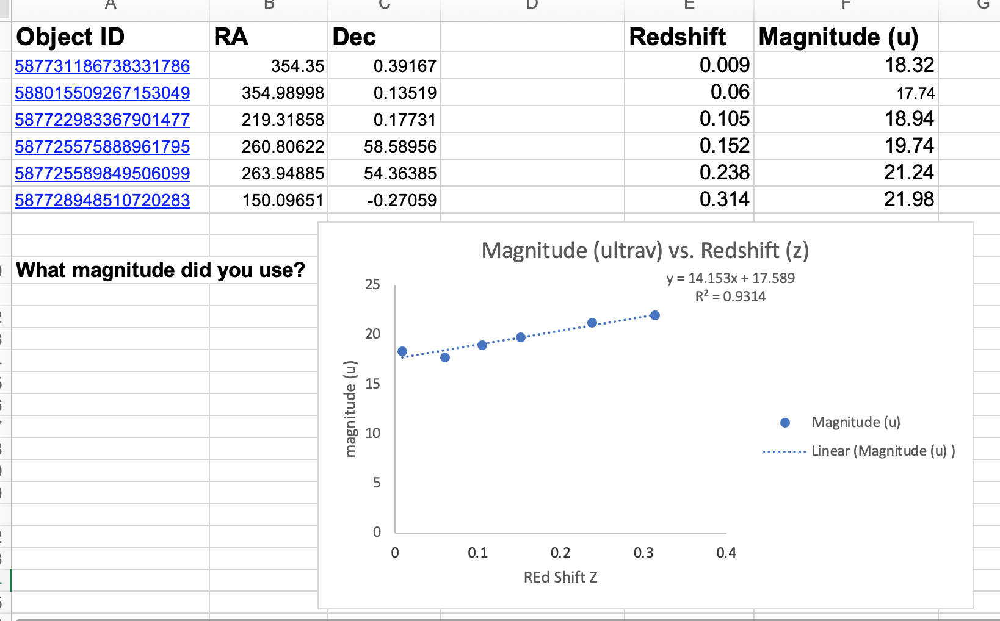 A B C D E F G
Object ID RA Dec Redshift Magnitude (u)
587731186738331786 354.35 0.39167 0.009 18.32
588015509267153049 354.98998 0.13519 0.06 17.74
587722983367901477 219.31858 0.17731 0.105 18.94
587725575888961795 260.80622 58.58956 0.152 19.74
587725589849506099 263.94885 54.36385 0.238 21.24
587728948510720283 150.09651 -0.27059 0.314 21.98
What magnitude did you use?
Magnitude (ultrav) vs. Redshift (z)
y = 14.153x + 17.589
R² = 0.9314
25
20
15
10
5
0
magnitude (u)
0 0.1 0.2 0.3 0.4
REd Shift Z
Magnitude (u)
Linear (Magnitude (u) )